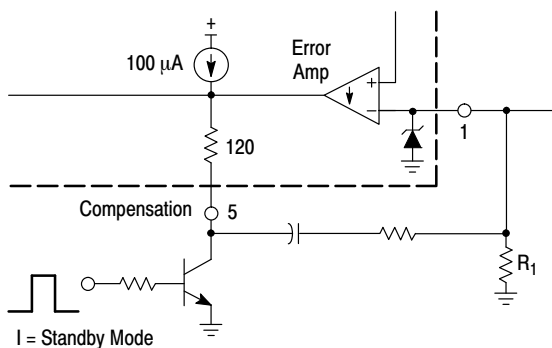 +
100 μA
Error
Amp
+
−
1
120
Compensation
5
R1
I = Standby Mode